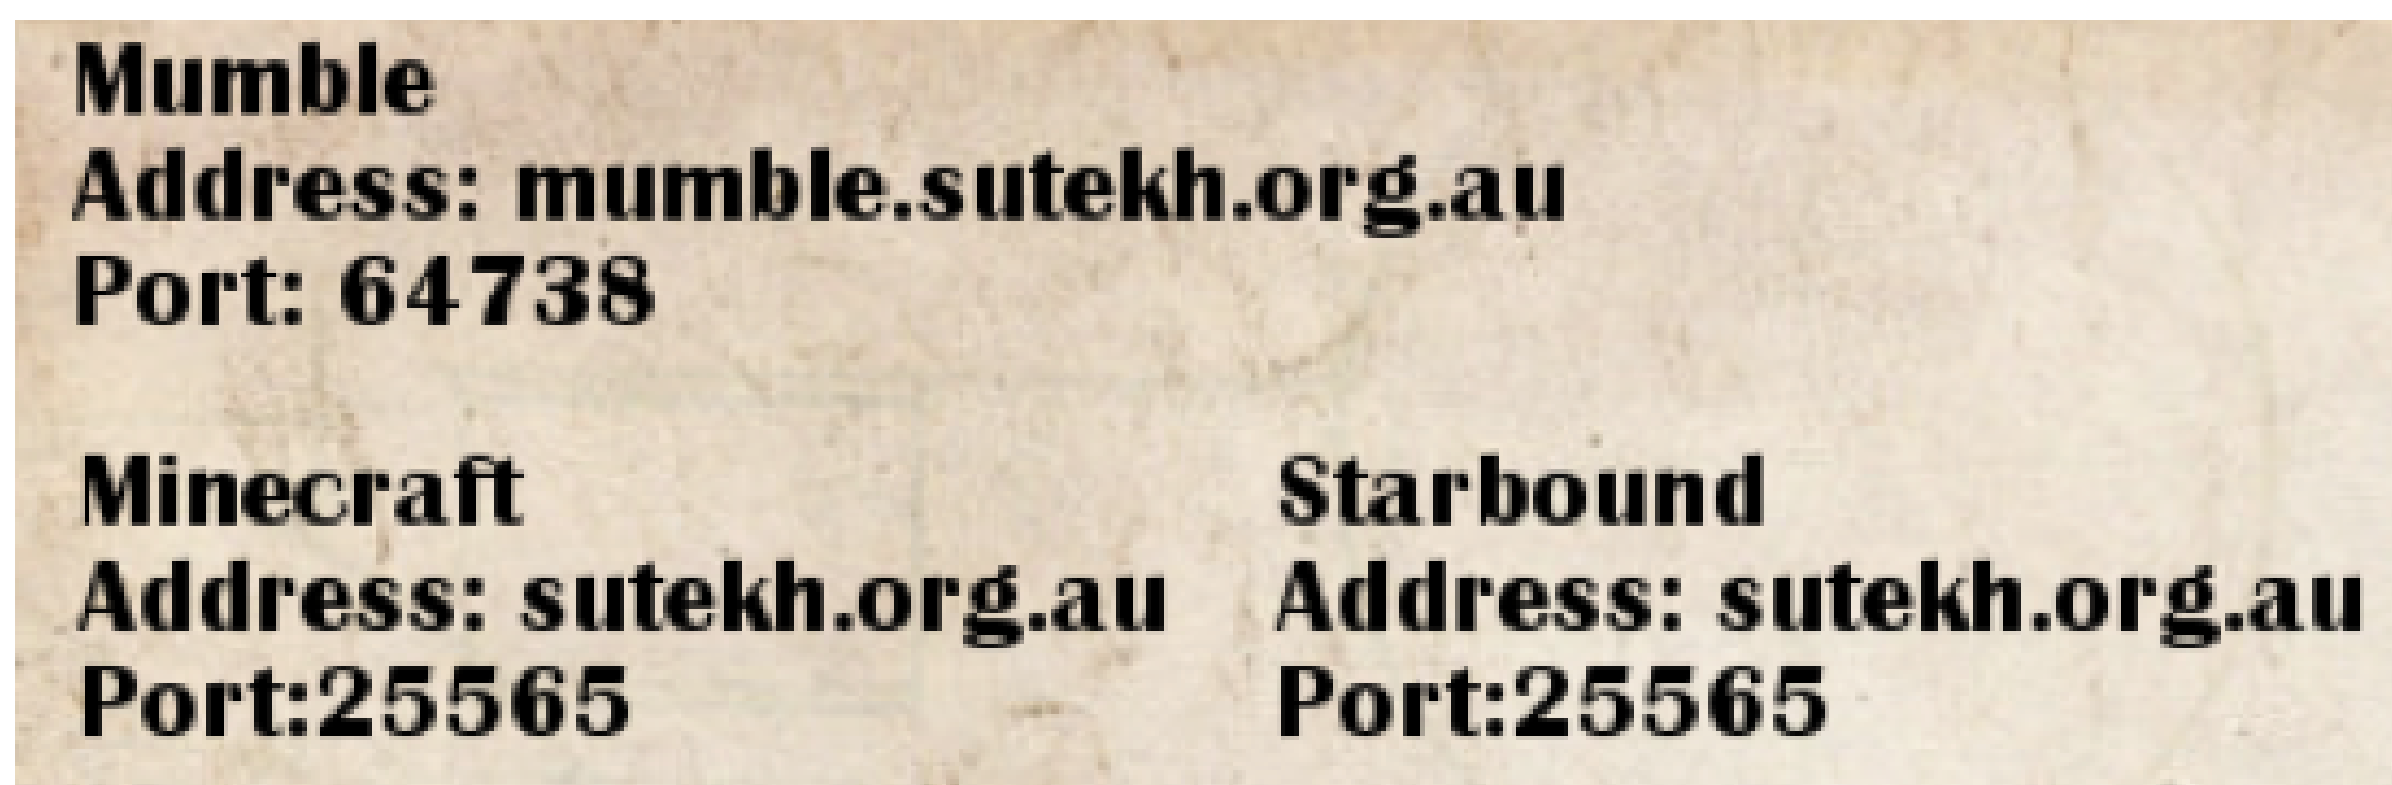 Mumble
Address: mumble.sutekh.org.au
Port: 64738
Minecraft
Address: sutekh.org.au
Port:25565
Starbound
Address: sutekh.org.au
Port:25565